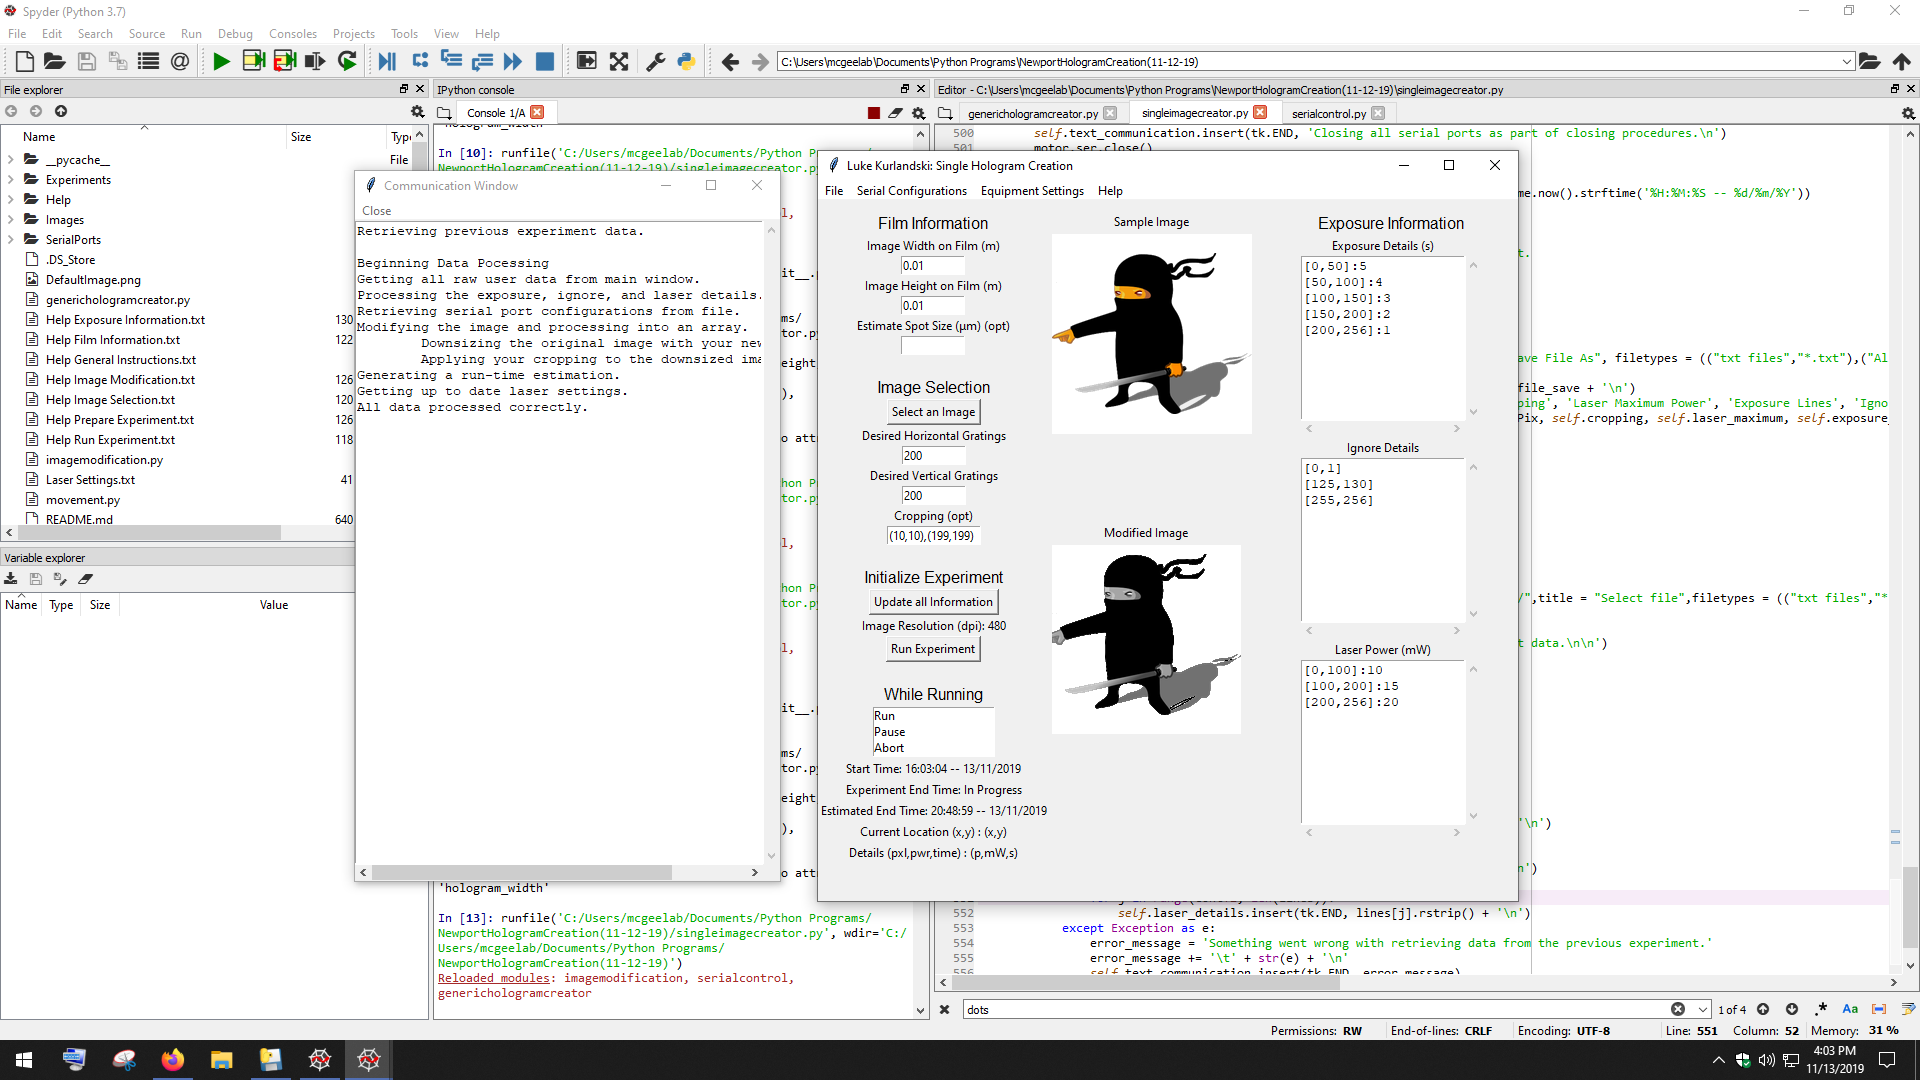 Spyder (Python 3.7)
File Edit Search Source Run Debug Consoles Projects Tools View Help
C:\Users\mcgeelab\Documents\Python Programs\NewportHologramCreation(11-12-19)
File explorer
Name Size Type
__pycache__ File
Experiments
Help
Images
SerialPorts
.DS_Store
DefaultImage.png
generichologramcreator.py
Help Exposure Information.txt 130
Help Film Information.txt 122
Help General Instructions.txt
Help Image Modification.txt 126
Help Image Selection.txt 120
Help Prepare Experiment.txt 126
Help Run Experiment.txt 118
imagemodification.py
Laser Settings.txt 41
movement.py
README.md 640
Variable explorer
Name Type Size Value
IPython console
Console 1/A
hologram_width'
In [10]: runfile('C:/Users/mcgeelab/Documents/Python P
NewportHologramCreation(11-12-19)/singleimagecreator.p
'hologram_width'
In [13]: runfile('C:/Users/mcgeelab/Documents/Python Programs/
NewportHologramCreation(11-12-19)/singleimagecreator.py', wdir='C:/
Users/mcgeelab/Documents/Python Programs/
NewportHologramCreation(11-12-19)')
Reloaded modules: imagemodification, serialcontrol,
generichologramcreator
Communication Window
Close
Retrieving previous experiment data.
Beginning Data Pocessing
Getting all raw user data from main window.
Processing the exposure, ignore, and laser details.
Retrieving serial port configurations from file.
Modifying the image and processing into an array.
Downsizing the original image with your new
Applying your cropping to the downsized ima
Generating a run-time estimation.
Getting up to date laser settings.
All data processed correctly.
Luke Kurlandski: Single Hologram Creation
File Serial Configurations Equipment Settings Help
Film Information
Image Width on Film (m)
0.01
Image Height on Film (m)
0.01
Estimate Spot Size (µm) (opt)
Image Selection
Select an Image
Desired Horizontal Gratings
200
Desired Vertical Gratings
200
Cropping (opt)
(10,10),(199,199)
Initialize Experiment
Update all Information
Image Resolution (dpi): 480
Run Experiment
While Running
Run
Pause
Abort
Start Time: 16:03:04 -- 13/11/2019
Experiment End Time: In Progress
Estimated End Time: 20:48:59 -- 13/11/2019
Current Location (x,y) : (x,y)
Details (pxl,pwr,time) : (p,mW,s)
Sample Image
Modified Image
Exposure Information
Exposure Details (s)
[0,50]:5
[50,100]:4
[100,150]:3
[150,200]:2
[200,256]:1
Ignore Details
[0,1]
[125,130]
[255,256]
Laser Power (mW)
[0,100]:10
[100,200]:15
[200,256]:20
Editor - C:\Users\mcgeelab\Documents\Python Programs\NewportHologramCreation(11-12-19)\singleimagecreator.py
generichologramcreator.py singleimagecreator.py serialcontrol.py
500 self.text_communication.insert(tk.END, 'Closing all serial ports as part of closing procedures.\n')
501 motor.ser.close()
me.now().strftime('%H:%M:%S -- %d/%m/%Y'))
ave File As", filetypes = (("txt files","*.txt"),("Al
file_save + '\n')
ping', 'Laser Maximum Power', 'Exposure Lines', 'Igno
Pix, self.cropping, self.laser_maximum, self.exposure_
/",title = "Select file",filetypes = (("txt files","*
t data.\n\n')
'\n')
n')
552 self.laser_details.insert(tk.END, lines[j].rstrip() + '\n')
553 except Exception as e:
554 error_message = 'Something went wrong with retrieving data from the previous experiment.'
555 error_message += '\t' + str(e) + '\n'
556 self.text_communication.insert(tk.END, error_message)
dots 1 of 4
Permissions: RW End-of-lines: CRLF Encoding: UTF-8 Line: 551 Column: 52 Memory: 31 %
4:03 PM
11/13/2019